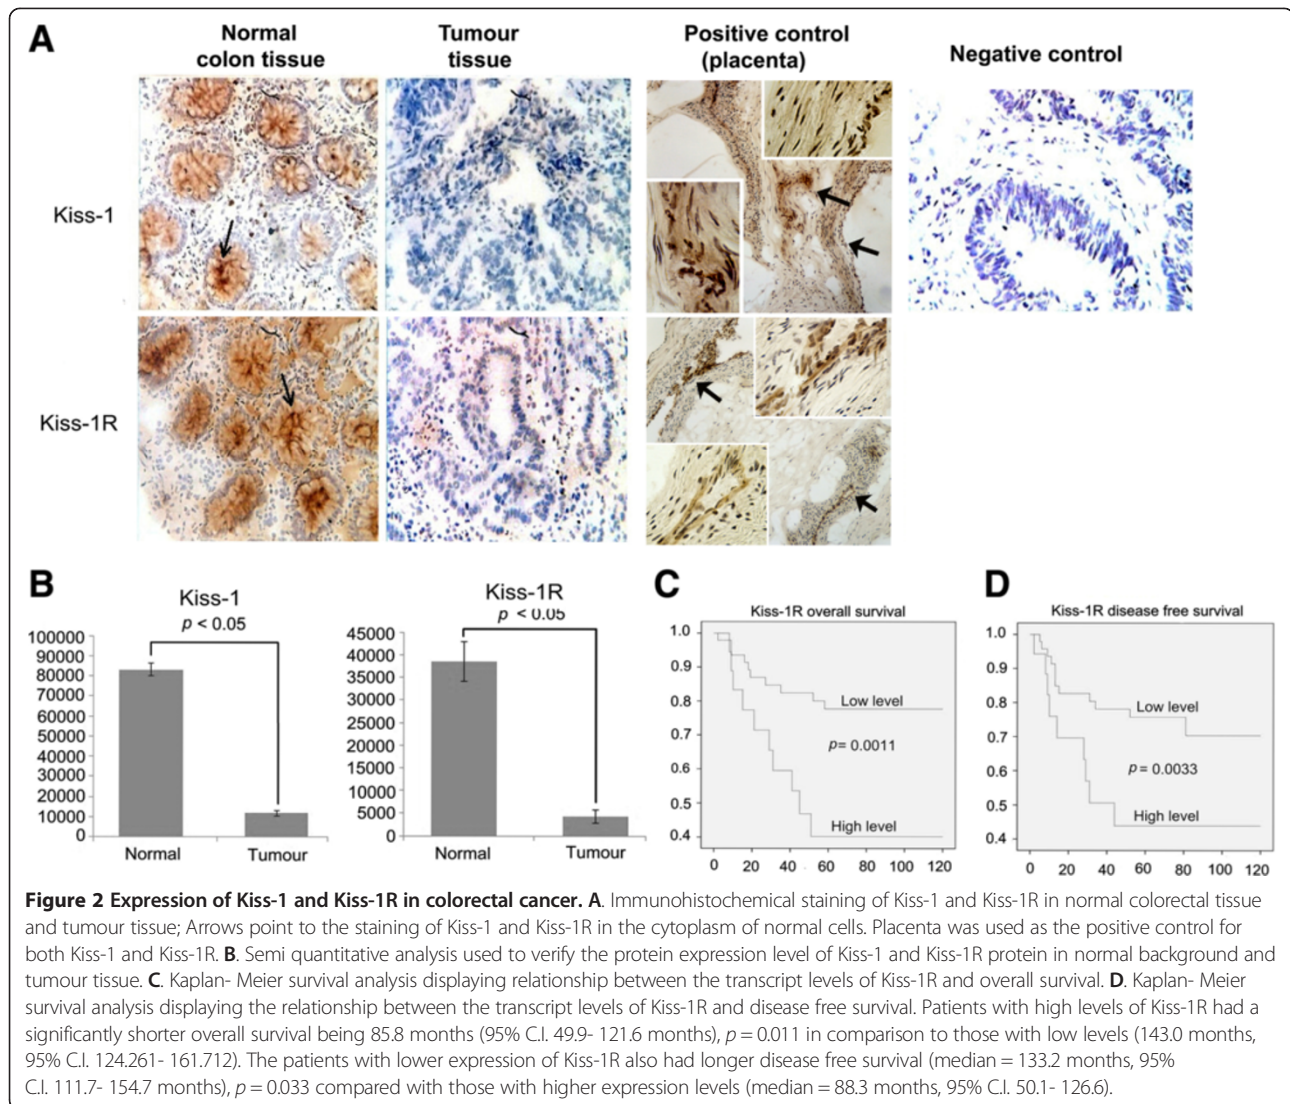 A
Normal
colon tissue
Tumour
tissue
Positive control
(placenta)
Negative control
Kiss-1
Kiss-1R
B
Kiss-1
p < 0.05
100000
90000
80000
70000
60000
50000
40000
30000
20000
10000
0
Normal Tumour
Kiss-1R
p < 0.05
45000
40000
35000
30000
25000
20000
15000
10000
5000
0
Normal Tumour
C
Kiss-1R overall survival
1.0
0.9
0.8
0.7
0.6
0.5
0.4
Low level
p= 0.0011
High level
0 20 40 60 80 100 120
D
Kiss-1R disease free survival
1.0
0.9
0.8
0.7
0.6
0.5
0.4
Low level
p = 0.0033
High level
0 20 40 60 80 100 120
Figure 2 Expression of Kiss-1 and Kiss-1R in colorectal cancer. A. Immunohistochemical staining of Kiss-1 and Kiss-1R in normal colorectal tissue
and tumour tissue; Arrows point to the staining of Kiss-1 and Kiss-1R in the cytoplasm of normal cells. Placenta was used as the positive control for
both Kiss-1 and Kiss-1R. B. Semi quantitative analysis used to verify the protein expression level of Kiss-1 and Kiss-1R protein in normal background and
tumour tissue. C. Kaplan- Meier survival analysis displaying relationship between the transcript levels of Kiss-1R and overall survival. D. Kaplan- Meier
survival analysis displaying the relationship between the transcript levels of Kiss-1R and disease free survival. Patients with high levels of Kiss-1R had a
significantly shorter overall survival being 85.8 months (95% C.I. 49.9- 121.6 months), p = 0.011 in comparison to those with low levels (143.0 months,
95% C.I. 124.261- 161.712). The patients with lower expression of Kiss-1R also had longer disease free survival (median = 133.2 months, 95%
C.I. 111.7- 154.7 months), p = 0.033 compared with those with higher expression levels (median = 88.3 months, 95% C.I. 50.1- 126.6).